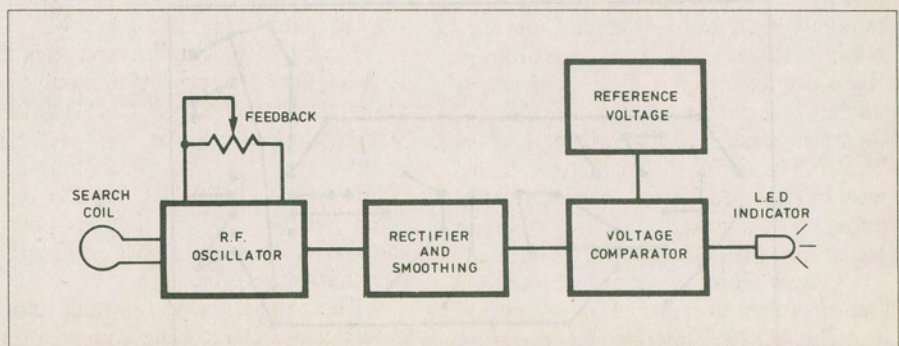 FEEDBACK
REFERENCE
VOLTAGE
SEARCH
COIL
R.F.
OSCILLATOR
RECTIFIER
AND
SMOOTHING
VOLTAGE
COMPARATOR
L.E.D
INDICATOR